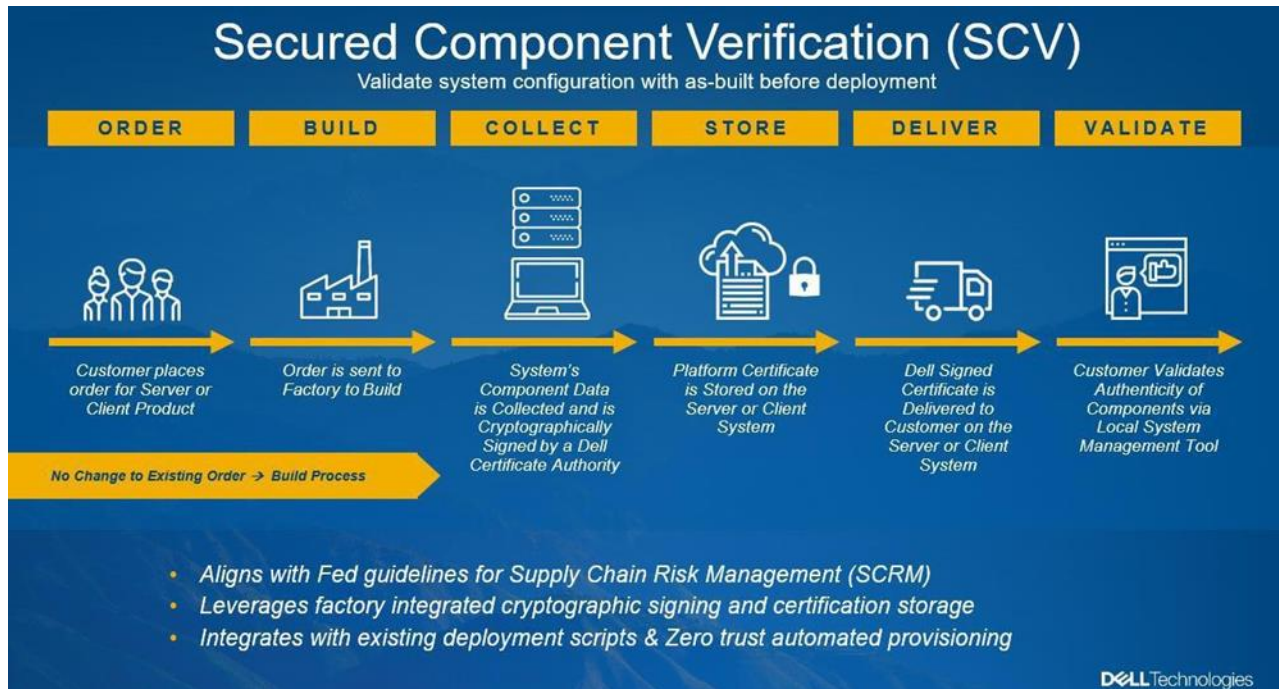 Secured Component Verification (SCV)
Validate system configuration with as-built before deployment
ORDER
BUILD
COLLECT
STORE
DELIVER
VALIDATE
Customer places
order for Server or
Client Product
Order is sent to
Factory to Build
System's
Component Data
is Collected and is
Cryptographically
Signed by a Dell
Certificate Authority
Platform Certificate
is Stored on the
Server or Client
System
Dell Signed
Certificate is
Delivered to
Customer on the
Server or Client
System
Customer Validates
Authenticity of
Components via
Local System
Management Tool
No Change to Existing Order → Build Process
• Aligns with Fed guidelines for Supply Chain Risk Management (SCRM)
• Leverages factory integrated cryptographic signing and certification storage
• Integrates with existing deployment scripts & Zero trust automated provisioning
DELLTechnologies